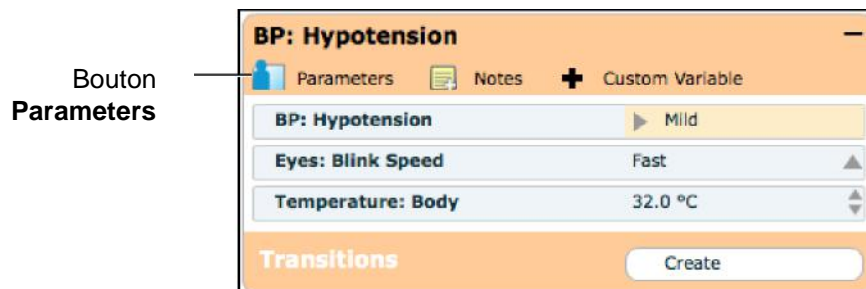 BP: Hypotension
Bouton
Parameters
Parameters Notes Custom Variable
BP: Hypotension Mild
Eyes: Blink Speed Fast
Temperature: Body 32.0 °C
Transitions Create